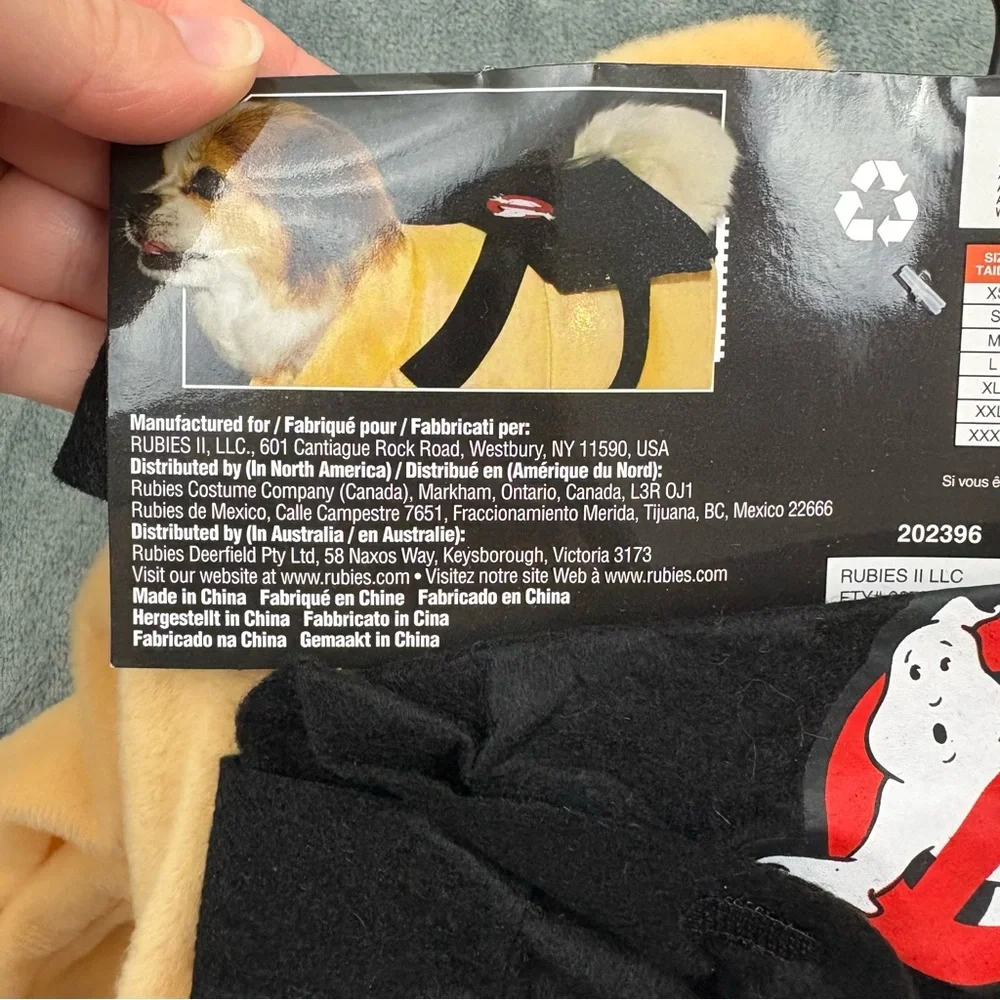 Manufactured for / Fabriqué pour / Fabbricati per:
RUBIES II, LLC., 601 Cantiague Rock Road, Westbury, NY 11590, USA
Distributed by (In North America) / Distribué en (Amérique du Nord):
Rubies Costume Company (Canada), Markham, Ontario, Canada, L3R OJ1
Rubies de Mexico, Calle Campestre 7651, Fraccionamiento Merida, Tijuana, BC, Mexico 22666
Distributed by (In Australia / en Australie):
Rubies Deerfield Pty Ltd, 58 Naxos Way, Keysborough, Victoria 3173
Visit our website at www.rubies.com • Visitez notre site Web à www.rubies.com
Made in China Fabriqué en Chine Fabricado en China
Hergestellt in China Fabbricato in Cina
Fabricado na China Gemaakt in China
XL
Si vous
202396
RUBIES II LLC